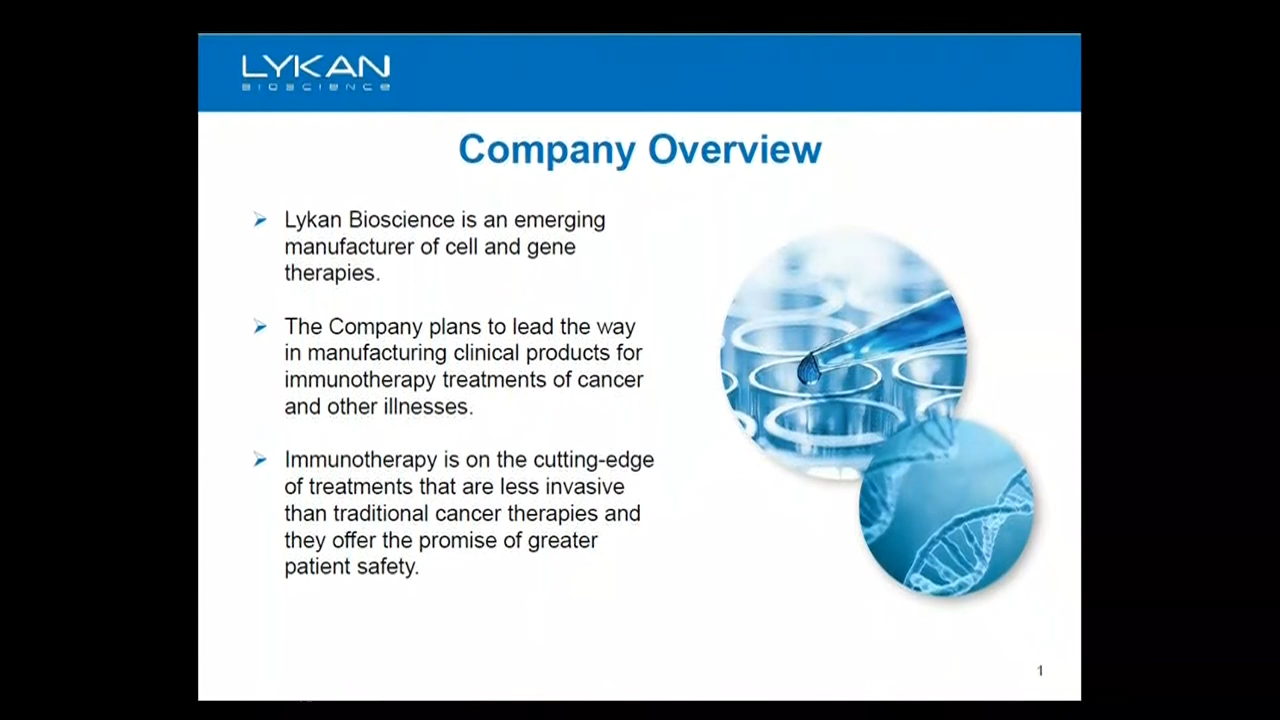 LYKAN
BIOSCIENCE
Company Overview
Lykan Bioscience is an emerging
manufacturer of cell and gene
therapies.
The Company plans to lead the way
in manufacturing clinical products for
immunotherapy treatments of cancer
and other illnesses.
Immunotherapy is on the cutting-edge
of treatments that are less invasive
than traditional cancer therapies and
they offer the promise of greater
patient safety.
1